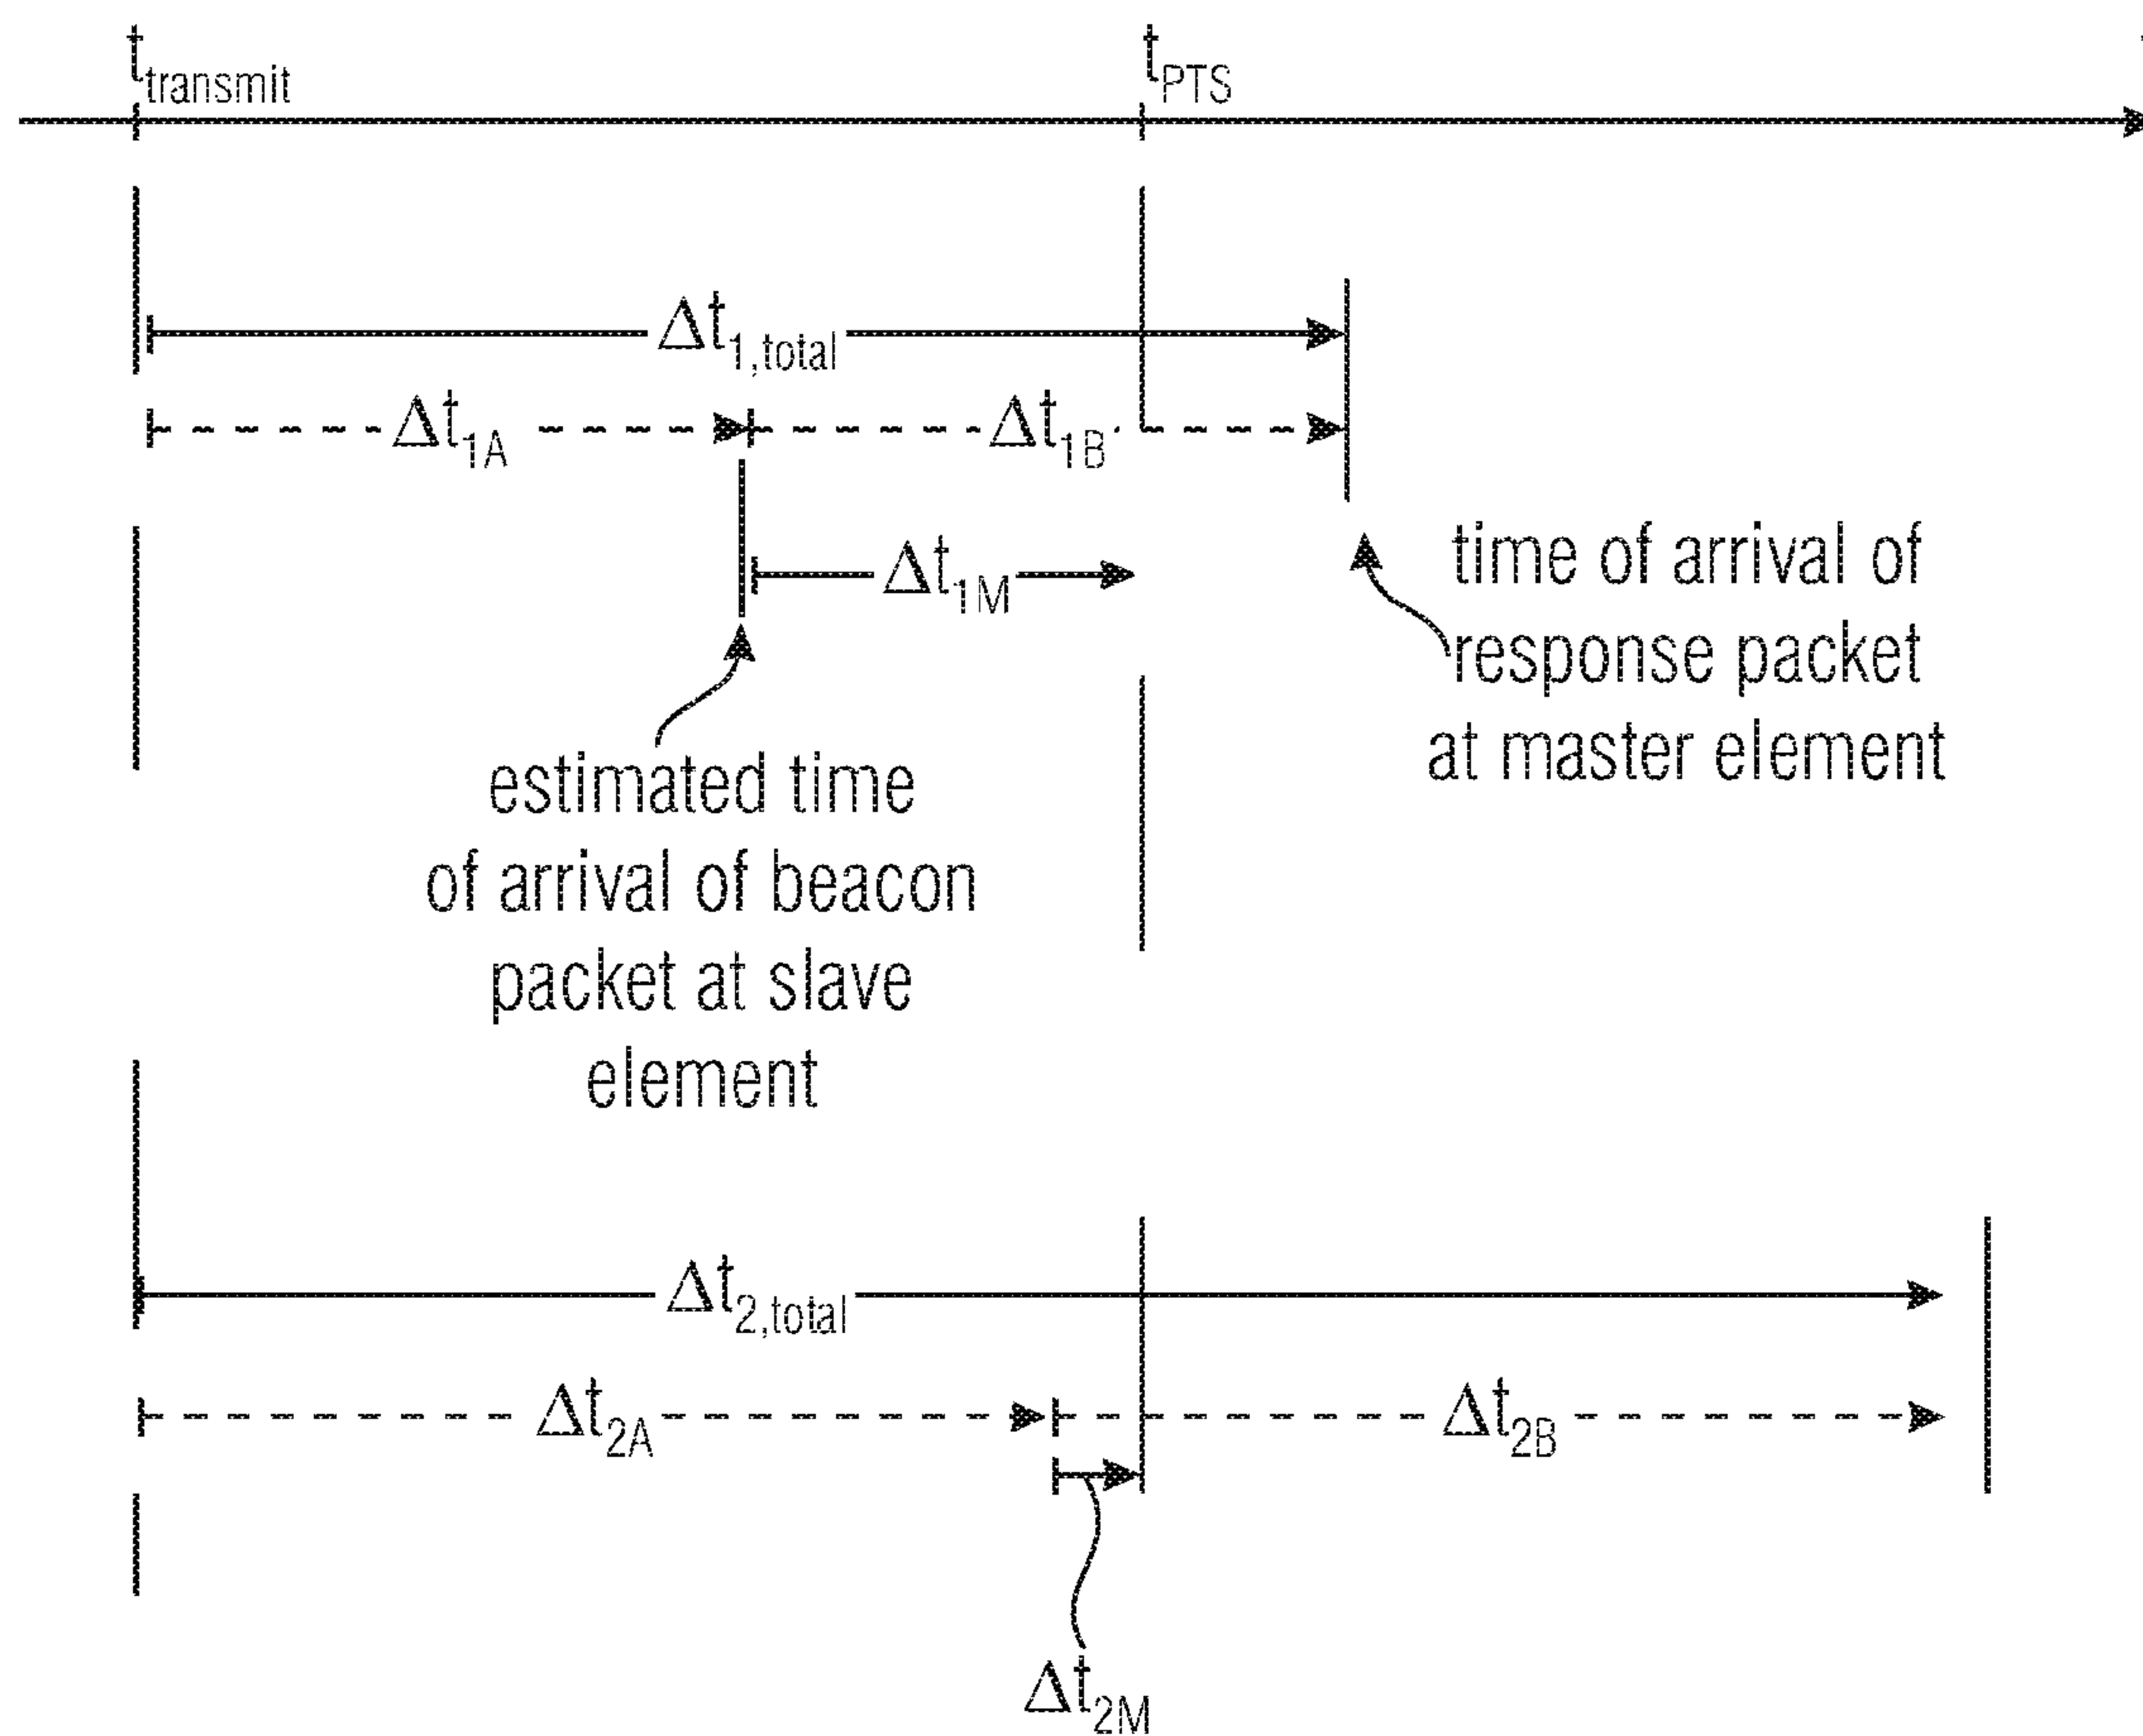 t_transmit t_PTS
Δt_1,total
Δt_1A Δt_1B
Δt_1M
time of arrival of
response packet
at master element
estimated time
of arrival of beacon
packet at slave
element
Δt_2,total
Δt_2A Δt_2B
Δt_2M